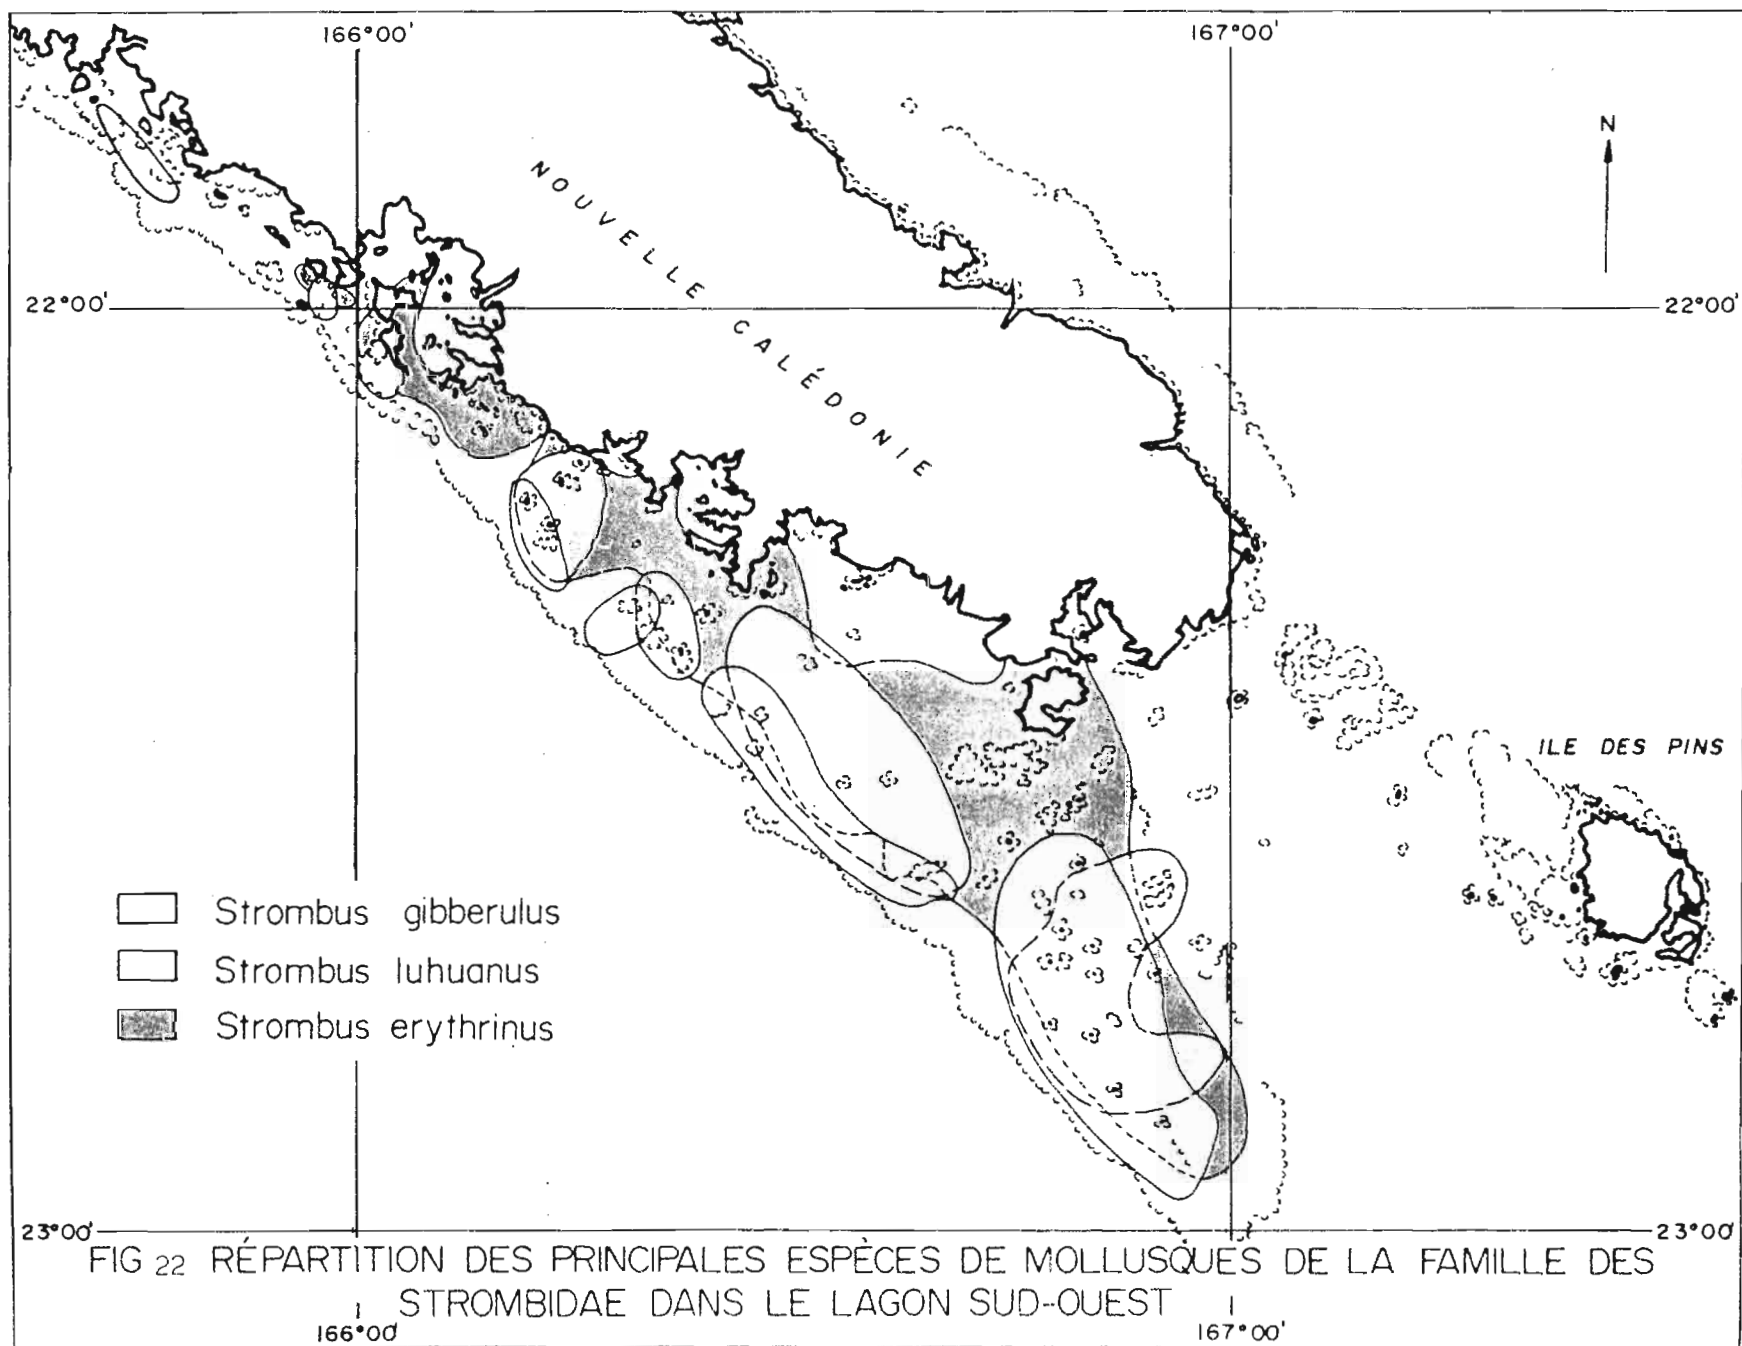 166°00' 167°00'
N
NOUVELLE CALÉDONIE
22°00' 22°00'
ILE DES PINS
Strombus gibberulus
Strombus luhuanus
Strombus erythrinus
23°00' 23°00'
FIG 22 RÉPARTITION DES PRINCIPALES ESPÈCES DE MOLLUSQUES DE LA FAMILLE DES
STROMBIDAE DANS LE LAGON SUD-OUEST
166°00' 167°00'